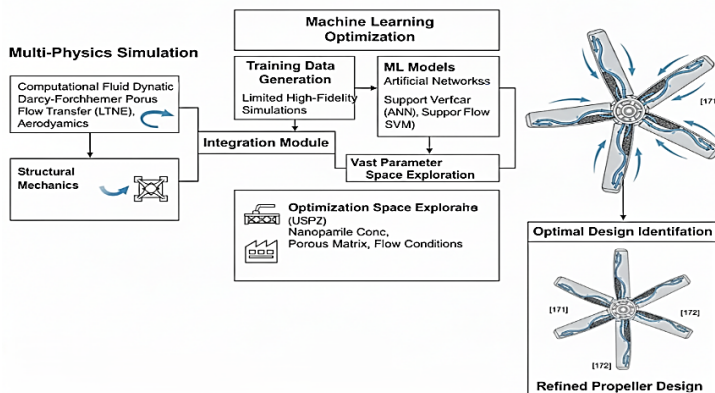 Machine Learning
Optimization
Multi-Physics Simulation
Computational Fluid Dynatic
Darcy-Forchhemer Porus
Flow Transfer (LTNE),
Aerodyamics
Structural
Mechanics
Training Data
Generation
Limited High-Fidelity
Simulations
ML Models
Artificial Networkss
Support Verfcar
(ANN), Suppor Flow
SVM)
Integration Module
Vast Parameter
Space Exploration
Optimization Space Explorahe
(USPZ)
Nanoparrile Conc,
Porous Matrix, Flow Conditions
[171]
Optimal Design Identifation
[171]
[172]
[172]
Refined Propeller Design